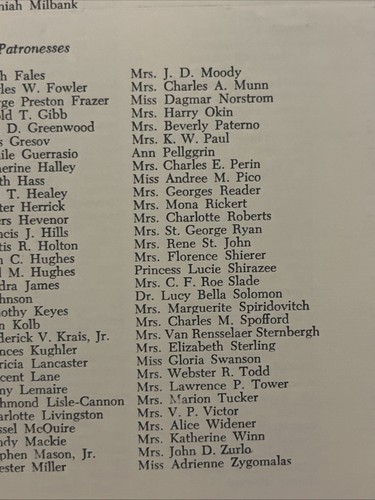 niah Milbank
Patronesses
h Fales
les W. Fowler
rge Preston Frazer
old T. Gibb
D. Greenwood
s Gresov
ile Guerrasio
herine Halley
th Hass
T. Healey
ter Herrick
ers Hevenor
ncis J. Hills
tis R. Holton
n C. Hughes
M. Hughes
dra James
ohnson
othy Keyes
n Kolb
derick V. Krais, Jr.
nces Kughler
ricia Lancaster
cent Lane
ny Lemaire
hmond Lisle-Cannon
arlotte Livingston
ssel McQuire
ndy Mackie
phen Mason, Jr.
ester Miller
Mrs. J. D. Moody
Mrs. Charles A. Munn
Miss Dagmar Norstrom
Mrs. Harry Okin
Mrs. Beverly Paterno
Mrs. K. W. Paul
Ann Pellggrin
Mrs. Charles E. Perin
Miss Andree M. Pico
Mrs. Georges Reader
Mrs. Mona Rickert
Mrs. Charlotte Roberts
Mrs. St. George Ryan
Mrs. Rene St. John
Mrs. Florence Shierer
Princess Lucie Shirazee
Mrs. C. F. Roe Slade
Dr. Lucy Bella Solomon
Mrs. Marguerite Spiridovitch
Mrs. Charles M. Spofford
Mrs. Van Rensselaer Sternbergh
Mrs. Elizabeth Sterling
Miss Gloria Swanson
Mrs. Webster R. Todd
Mrs. Lawrence P. Tower
Mrs. Marion Tucker
Mrs. V. P. Victor
Mrs. Alice Widener
Mrs. Katherine Winn
Mrs. John D. Zurlo
Miss Adrienne Zygomalas